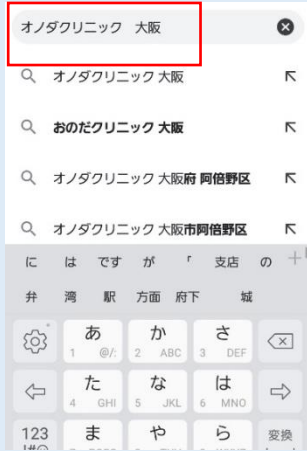 オノダクリニック　大阪
オノダクリニック 大阪
おのだクリニック 大阪
オノダクリニック 大阪府 阿倍野区
オノダクリニック 大阪市阿倍野区
に は です が 「 支店 の
弁 湾 駅 方面 府下 城
あ か さ
1 @/: 2 ABC 3 DEF
た な は
4 GHI 5 JKL 6 MNO
123 ま や ら 変換